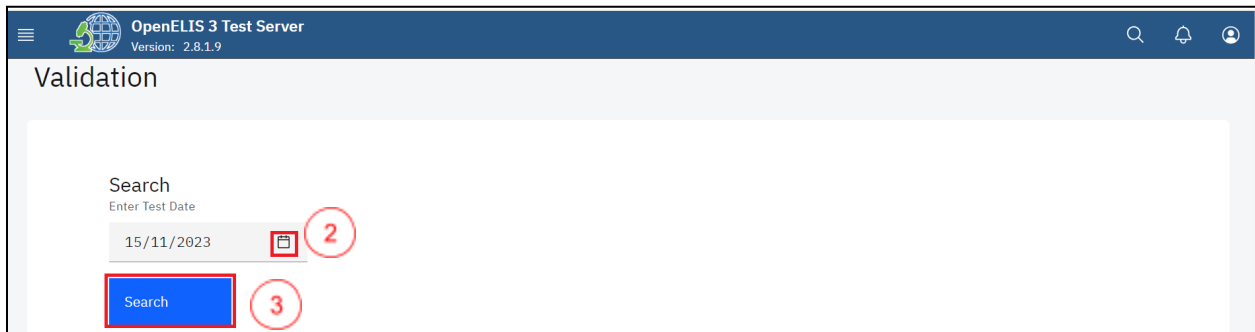 OpenELIS 3 Test Server
Version: 2.8.1.9
Validation
Search
Enter Test Date
15/11/2023
2
Search
3